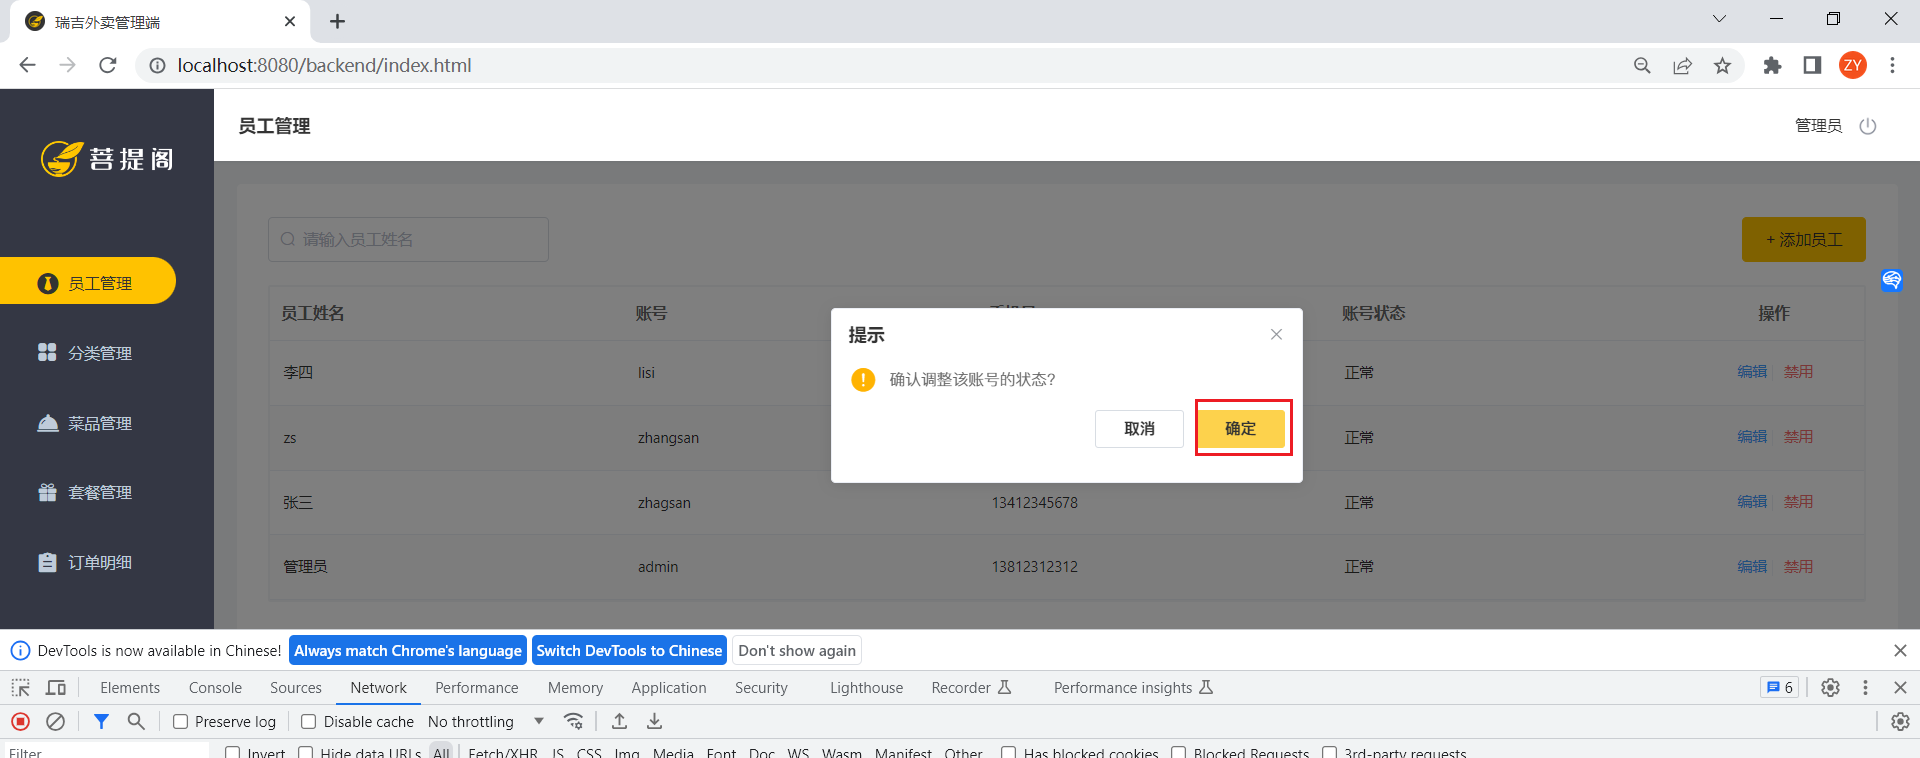 瑞吉外卖管理端
localhost:8080/backend/index.html
ZY
菩提阁
员工管理
管理员
请输入员工姓名
+ 添加员工
员工管理
分类管理
菜品管理
套餐管理
订单明细
员工姓名 账号 手机号 账号状态 操作
李四 lisi 正常 编辑 禁用
zs zhangsan 正常 编辑 禁用
张三 zhagsan 13412345678 正常 编辑 禁用
管理员 admin 13812312312 正常 编辑 禁用
提示
确认调整该账号的状态?
取消 确定
DevTools is now available in Chinese! Always match Chrome's language Switch DevTools to Chinese Don't show again
Elements Console Sources Network Performance Memory Application Security Lighthouse Recorder Performance insights 6
Preserve log Disable cache No throttling
Filter Invert Hide data URLs All Fetch/XHR JS CSS Img Media Font Doc WS Wasm Manifest Other Has blocked cookies Blocked Requests 3rd-party requests